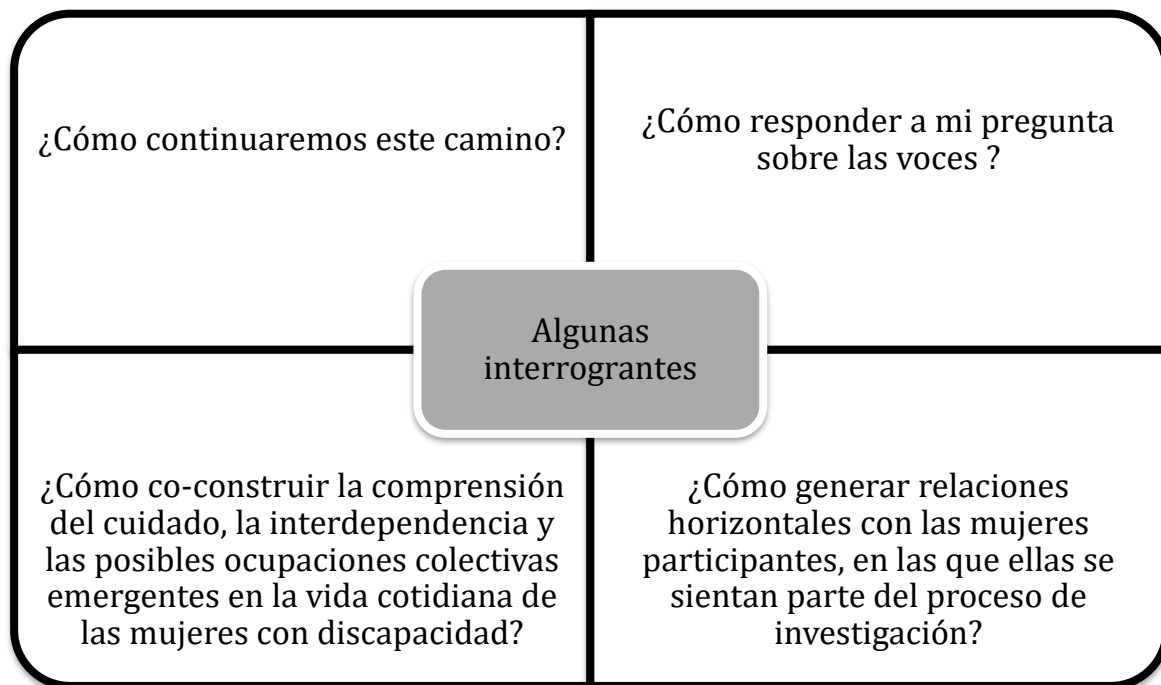 ¿Cómo continuaremos este camino?
¿Cómo responder a mi pregunta
sobre las voces ?
Algunas
interrograntes
¿Cómo co-construir la comprensión
del cuidado, la interdependencia y
las posibles ocupaciones colectivas
emergentes en la vida cotidiana de
las mujeres con discapacidad?
¿Cómo generar relaciones
horizontales con las mujeres
participantes, en las que ellas se
sientan parte del proceso de
investigación?